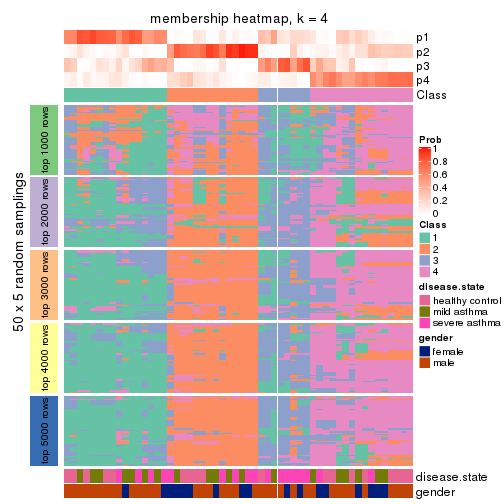 membership heatmap, k = 4
p1
p2
p3
p4
Class
50 x 5 random samplings
top 1000 rows
top 2000 rows
top 3000 rows
top 4000 rows
top 5000 rows
disease.state
gender
Prob
1
0.8
0.6
0.4
0.2
0
Class
1
2
3
4
disease.state
healthy control
mild asthma
severe asthma
gender
female
male